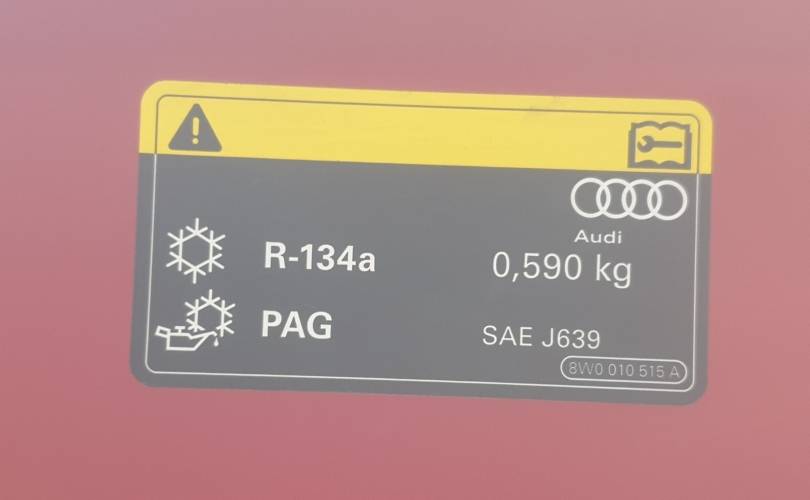 Audi
R-134a 0,590 kg
PAG SAE J639
8W0 010 515 A